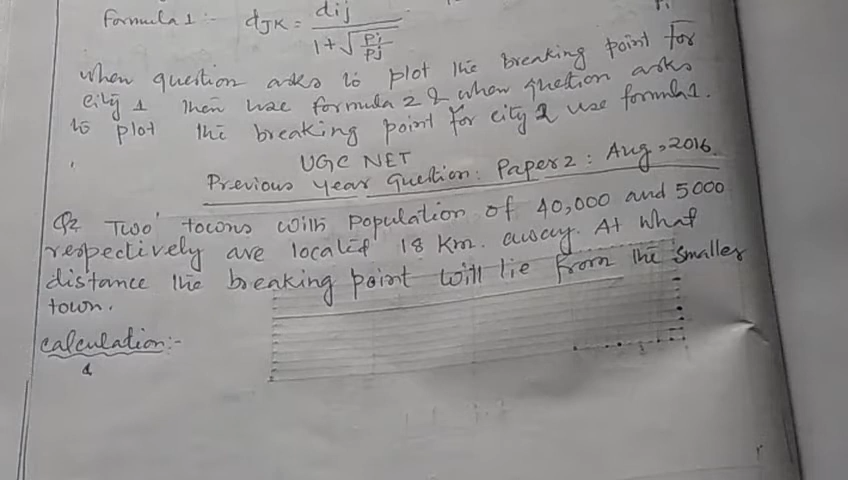 Formula 1:- dJK = dij / 1+√(Pi/Pj)
When question asks to plot the breaking point for
city 1 then use formula 2 & when question asks
to plot the breaking point for city 2 use formula 1.
UGC NET
Previous Year Question: Paper 2: Aug, 2016.
Q2 Two towns with population of 40,000 and 5000
respectively are located 18 Km. away. At what
distance the breaking point will lie from the smaller
town.
Calculation:-